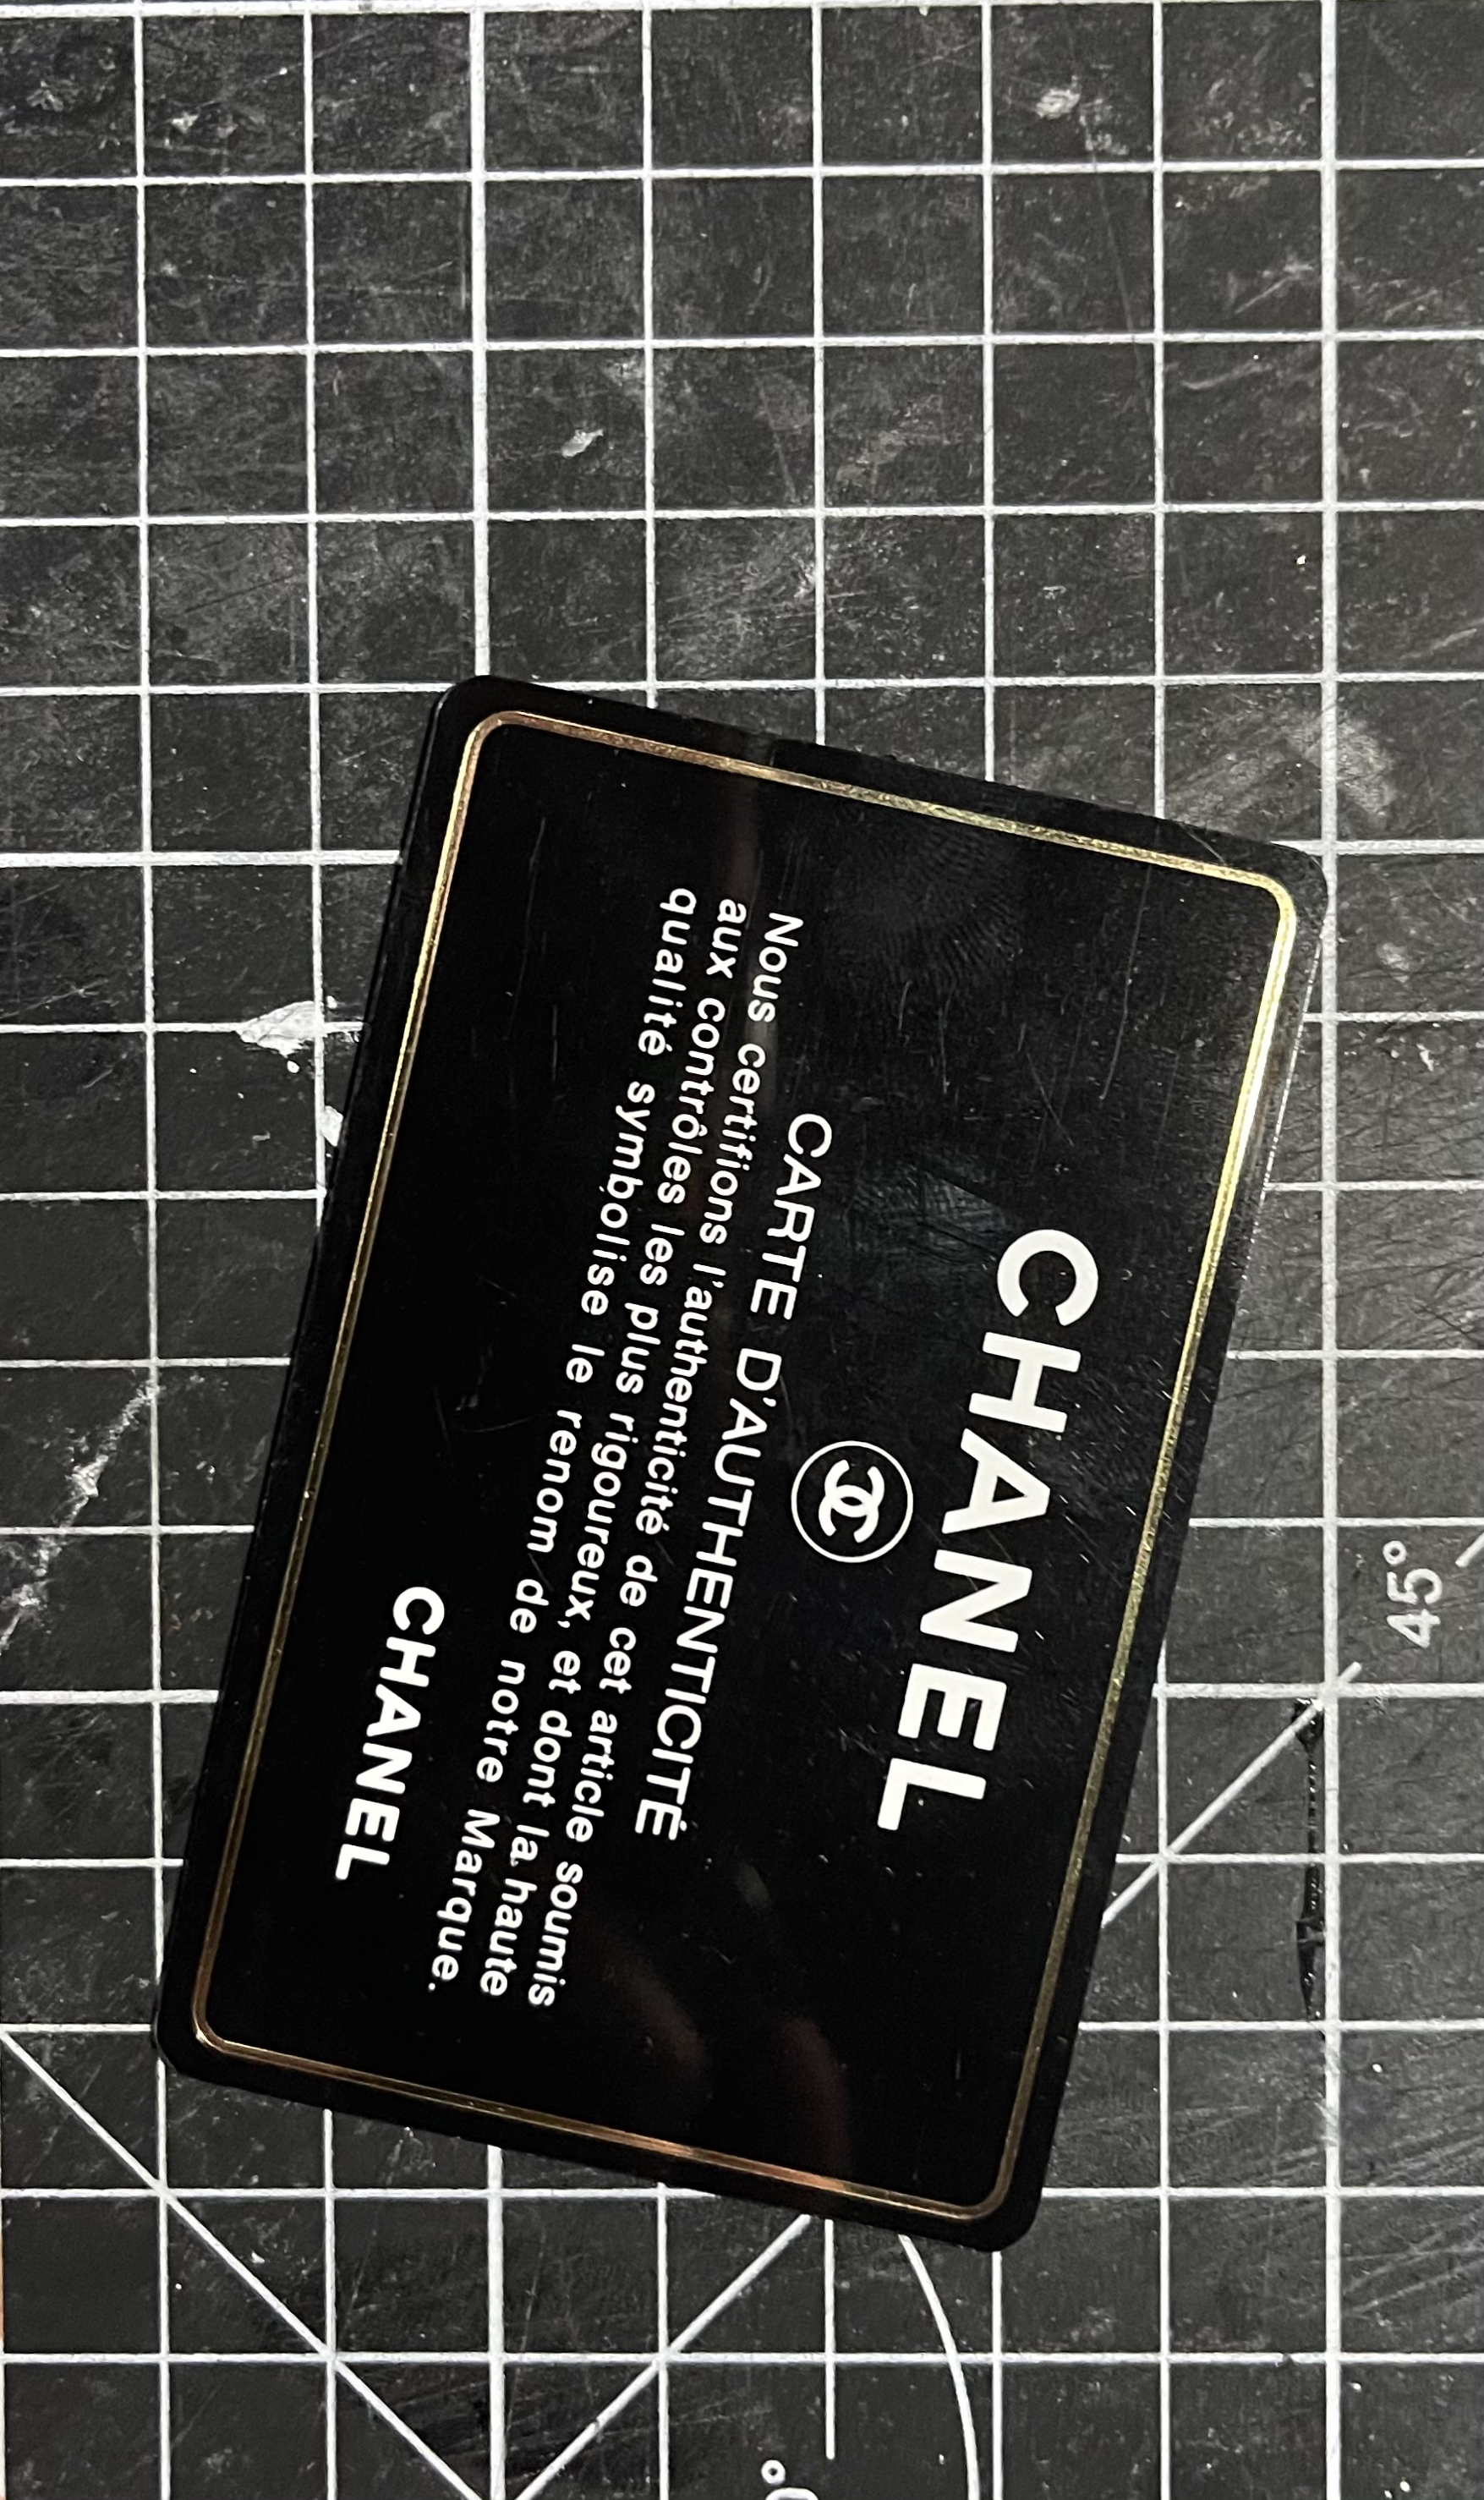 CHANEL
CARTE D'AUTHENTICITÉ
Nous certifions l'authenticité de cet article soumis
aux contrôles les plus rigoureux, et dont la haute
qualité symbolise le renom de notre Marque.
CHANEL
45°